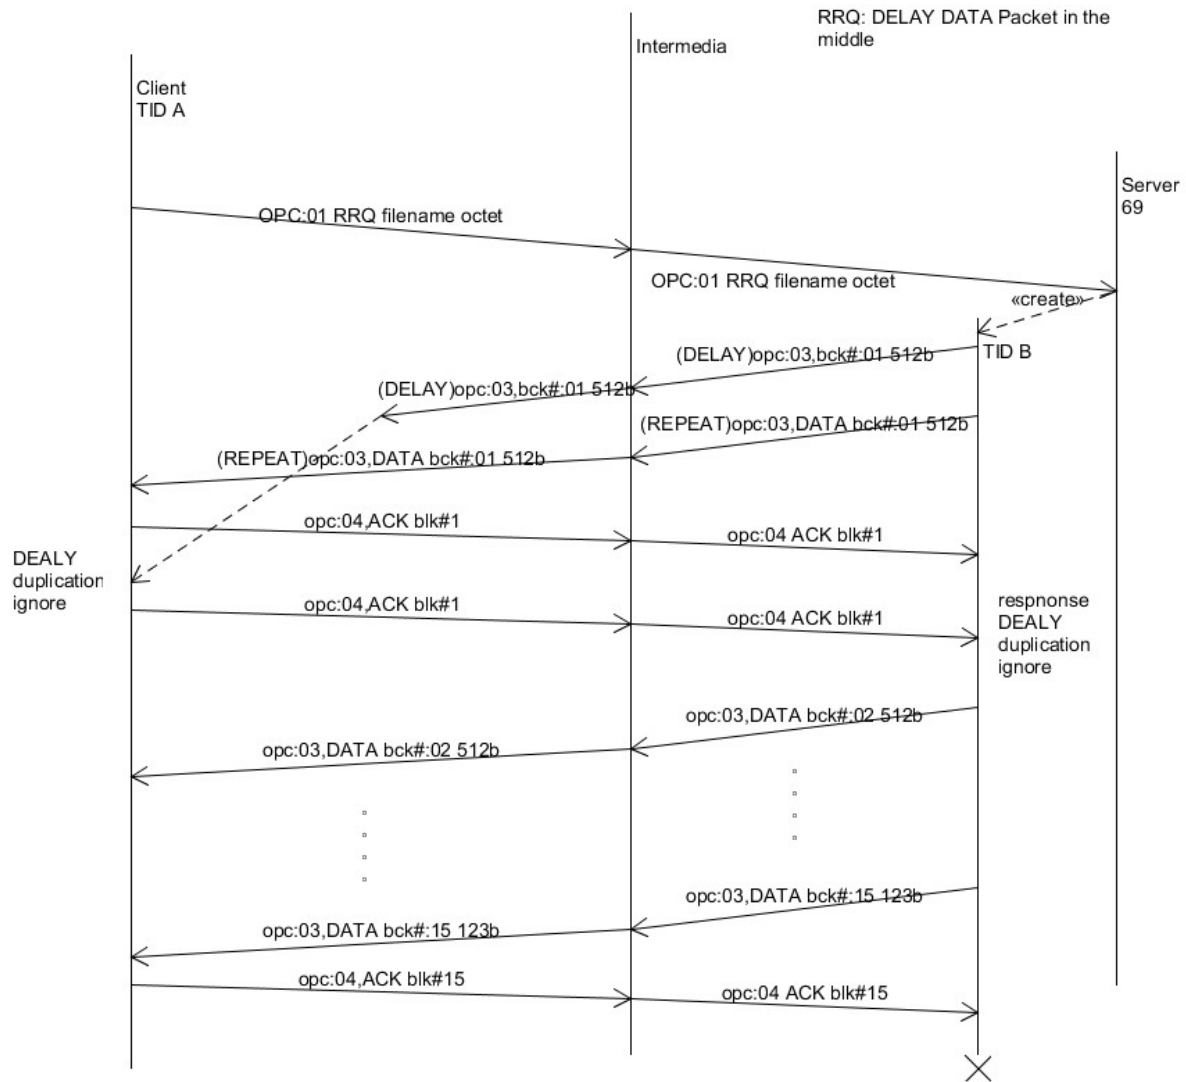 RRQ: DELAY DATA Packet in the
middle
Intermedia
Client
TID A
Server
69
OPC:01 RRQ filename octet
OPC:01 RRQ filename octet
«create»
TID B
(DELAY)opc:03,bck#:01 512b
(DELAY)opc:03,bck#:01 512b
(REPEAT)opc:03,DATA bck#:01 512b
(REPEAT)opc:03,DATA bck#:01 512b
opc:04,ACK blk#1
opc:04 ACK blk#1
DEALY
duplication
ignore
opc:04,ACK blk#1
opc:04 ACK blk#1
respnonse
DEALY
duplication
ignore
opc:03,DATA bck#:02 512b
opc:03,DATA bck#:02 512b
opc:03,DATA bck#:15 123b
opc:03,DATA bck#:15 123b
opc:04,ACK blk#15
opc:04 ACK blk#15